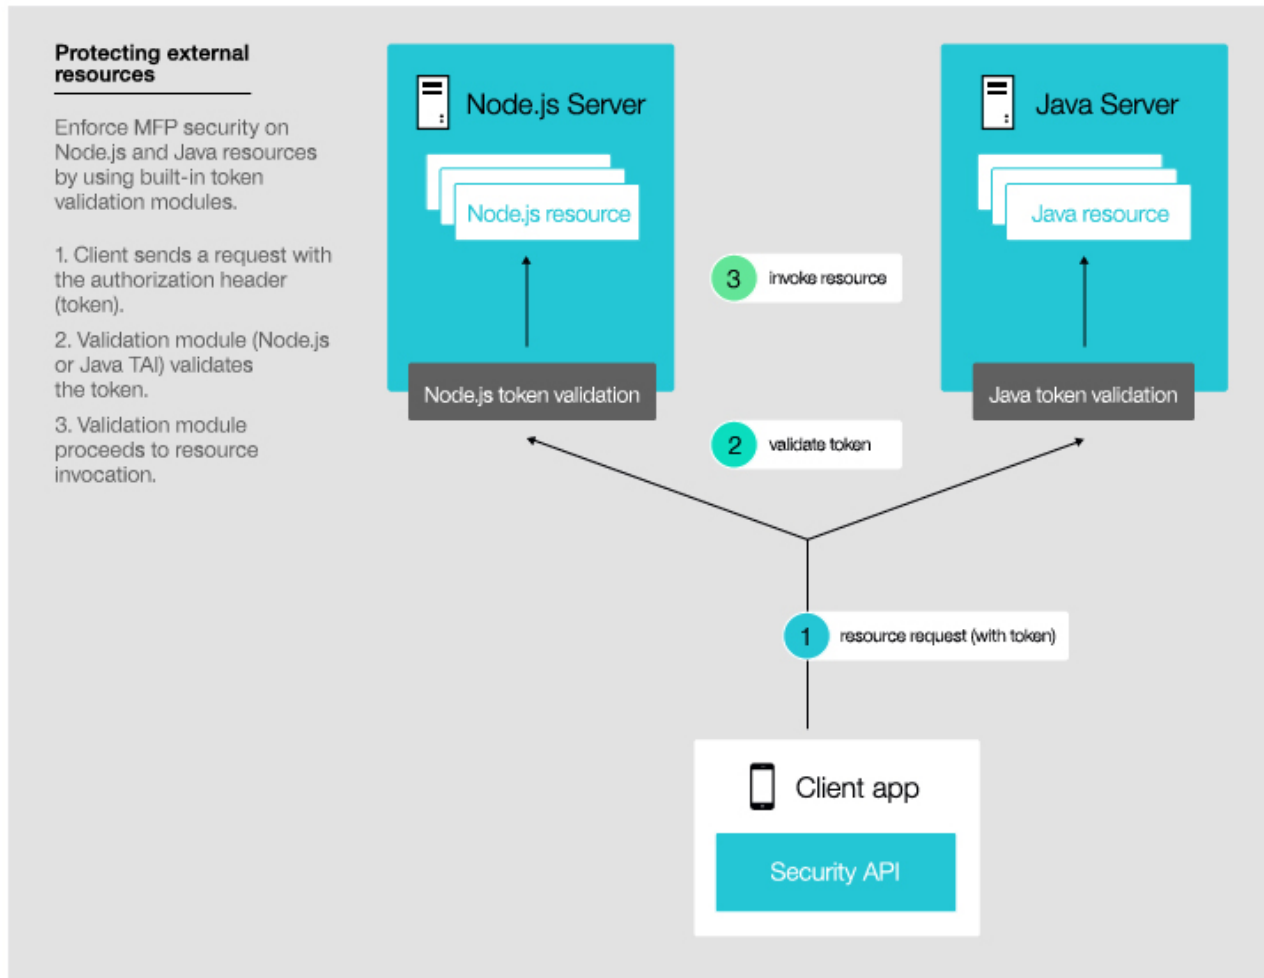 Protecting external
resources
Enforce MFP security on
Node.js and Java resources
by using built-in token
validation modules.
1. Client sends a request with
the authorization header
(token).
2. Validation module (Node.js
or Java TAI) validates
the token.
3. Validation module
proceeds to resource
invocation.
Node.js Server
Node.js resource
Java Server
Java resource
3 invoke resource
Node.js token validation
Java token validation
2 validate token
1 resource request (with token)
Client app
Security API